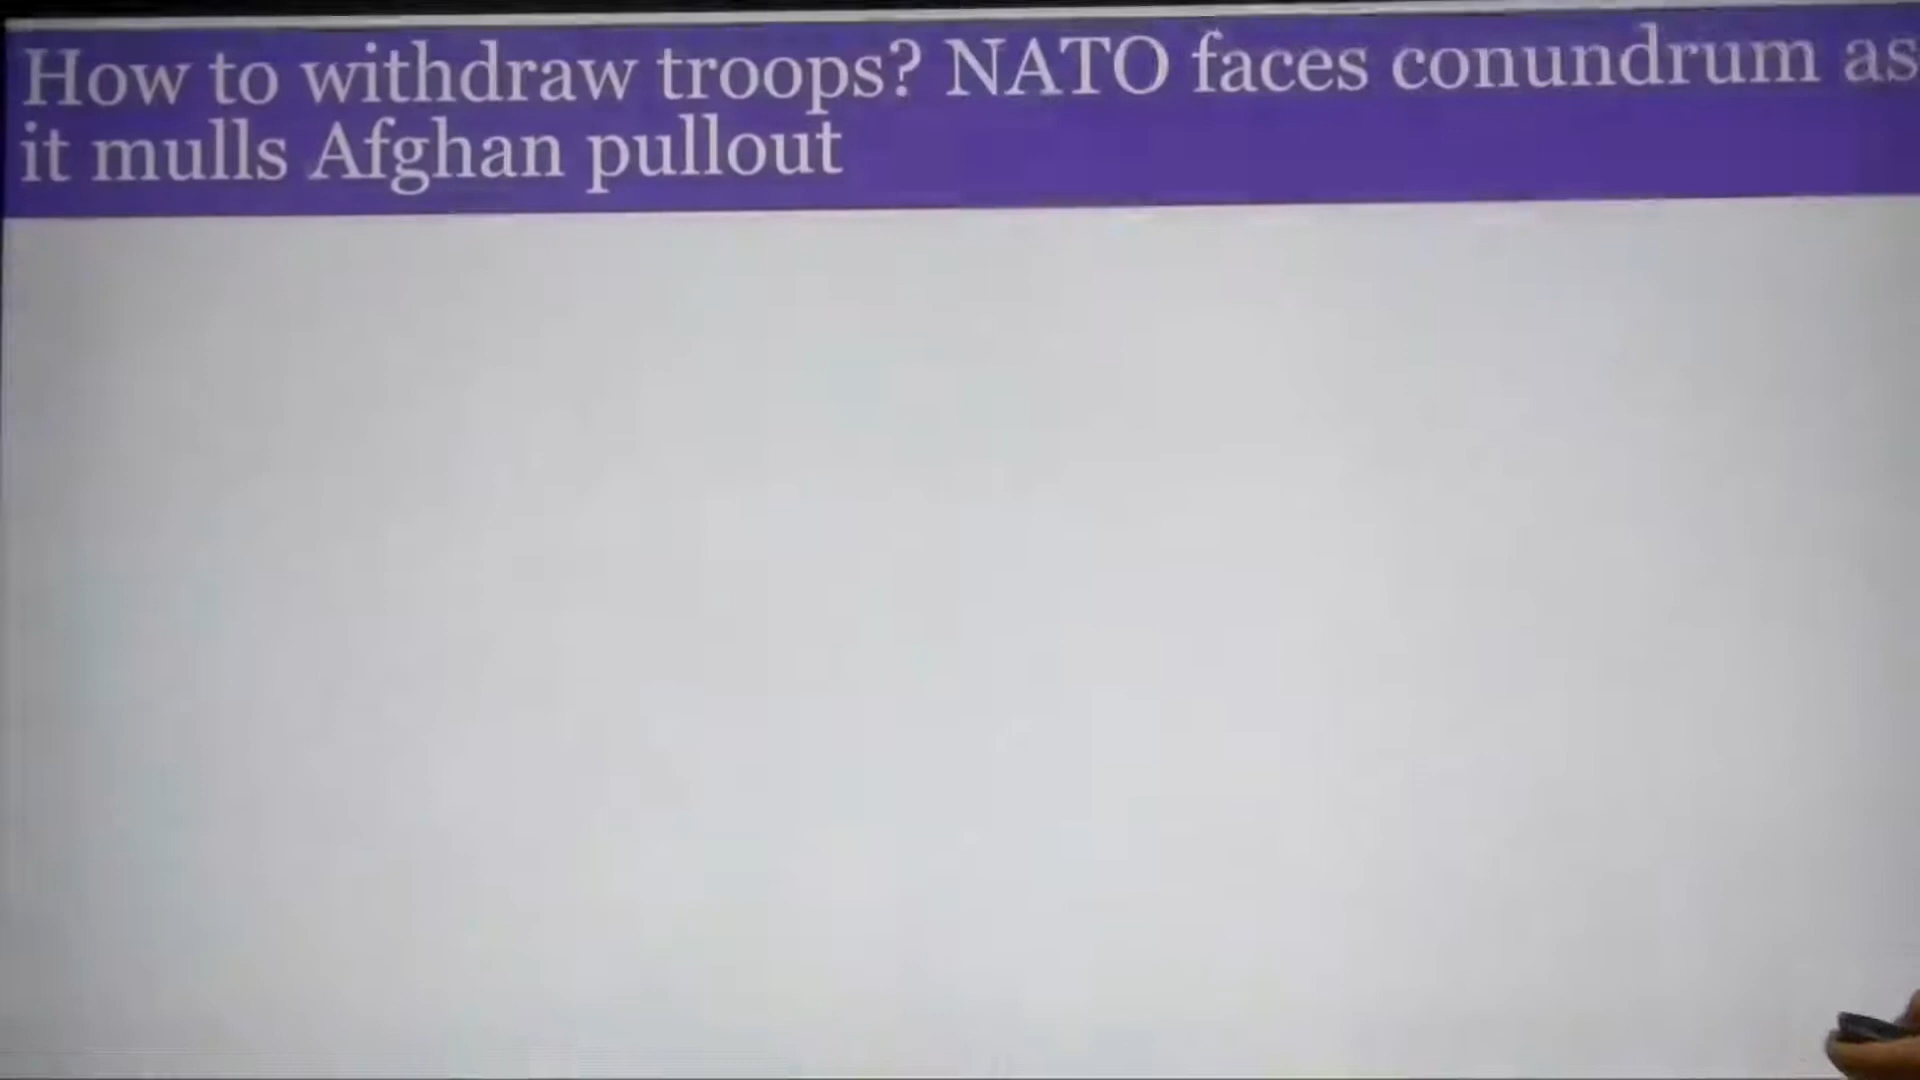 How to withdraw troops? NATO faces conundrum as
it mulls Afghan pullout